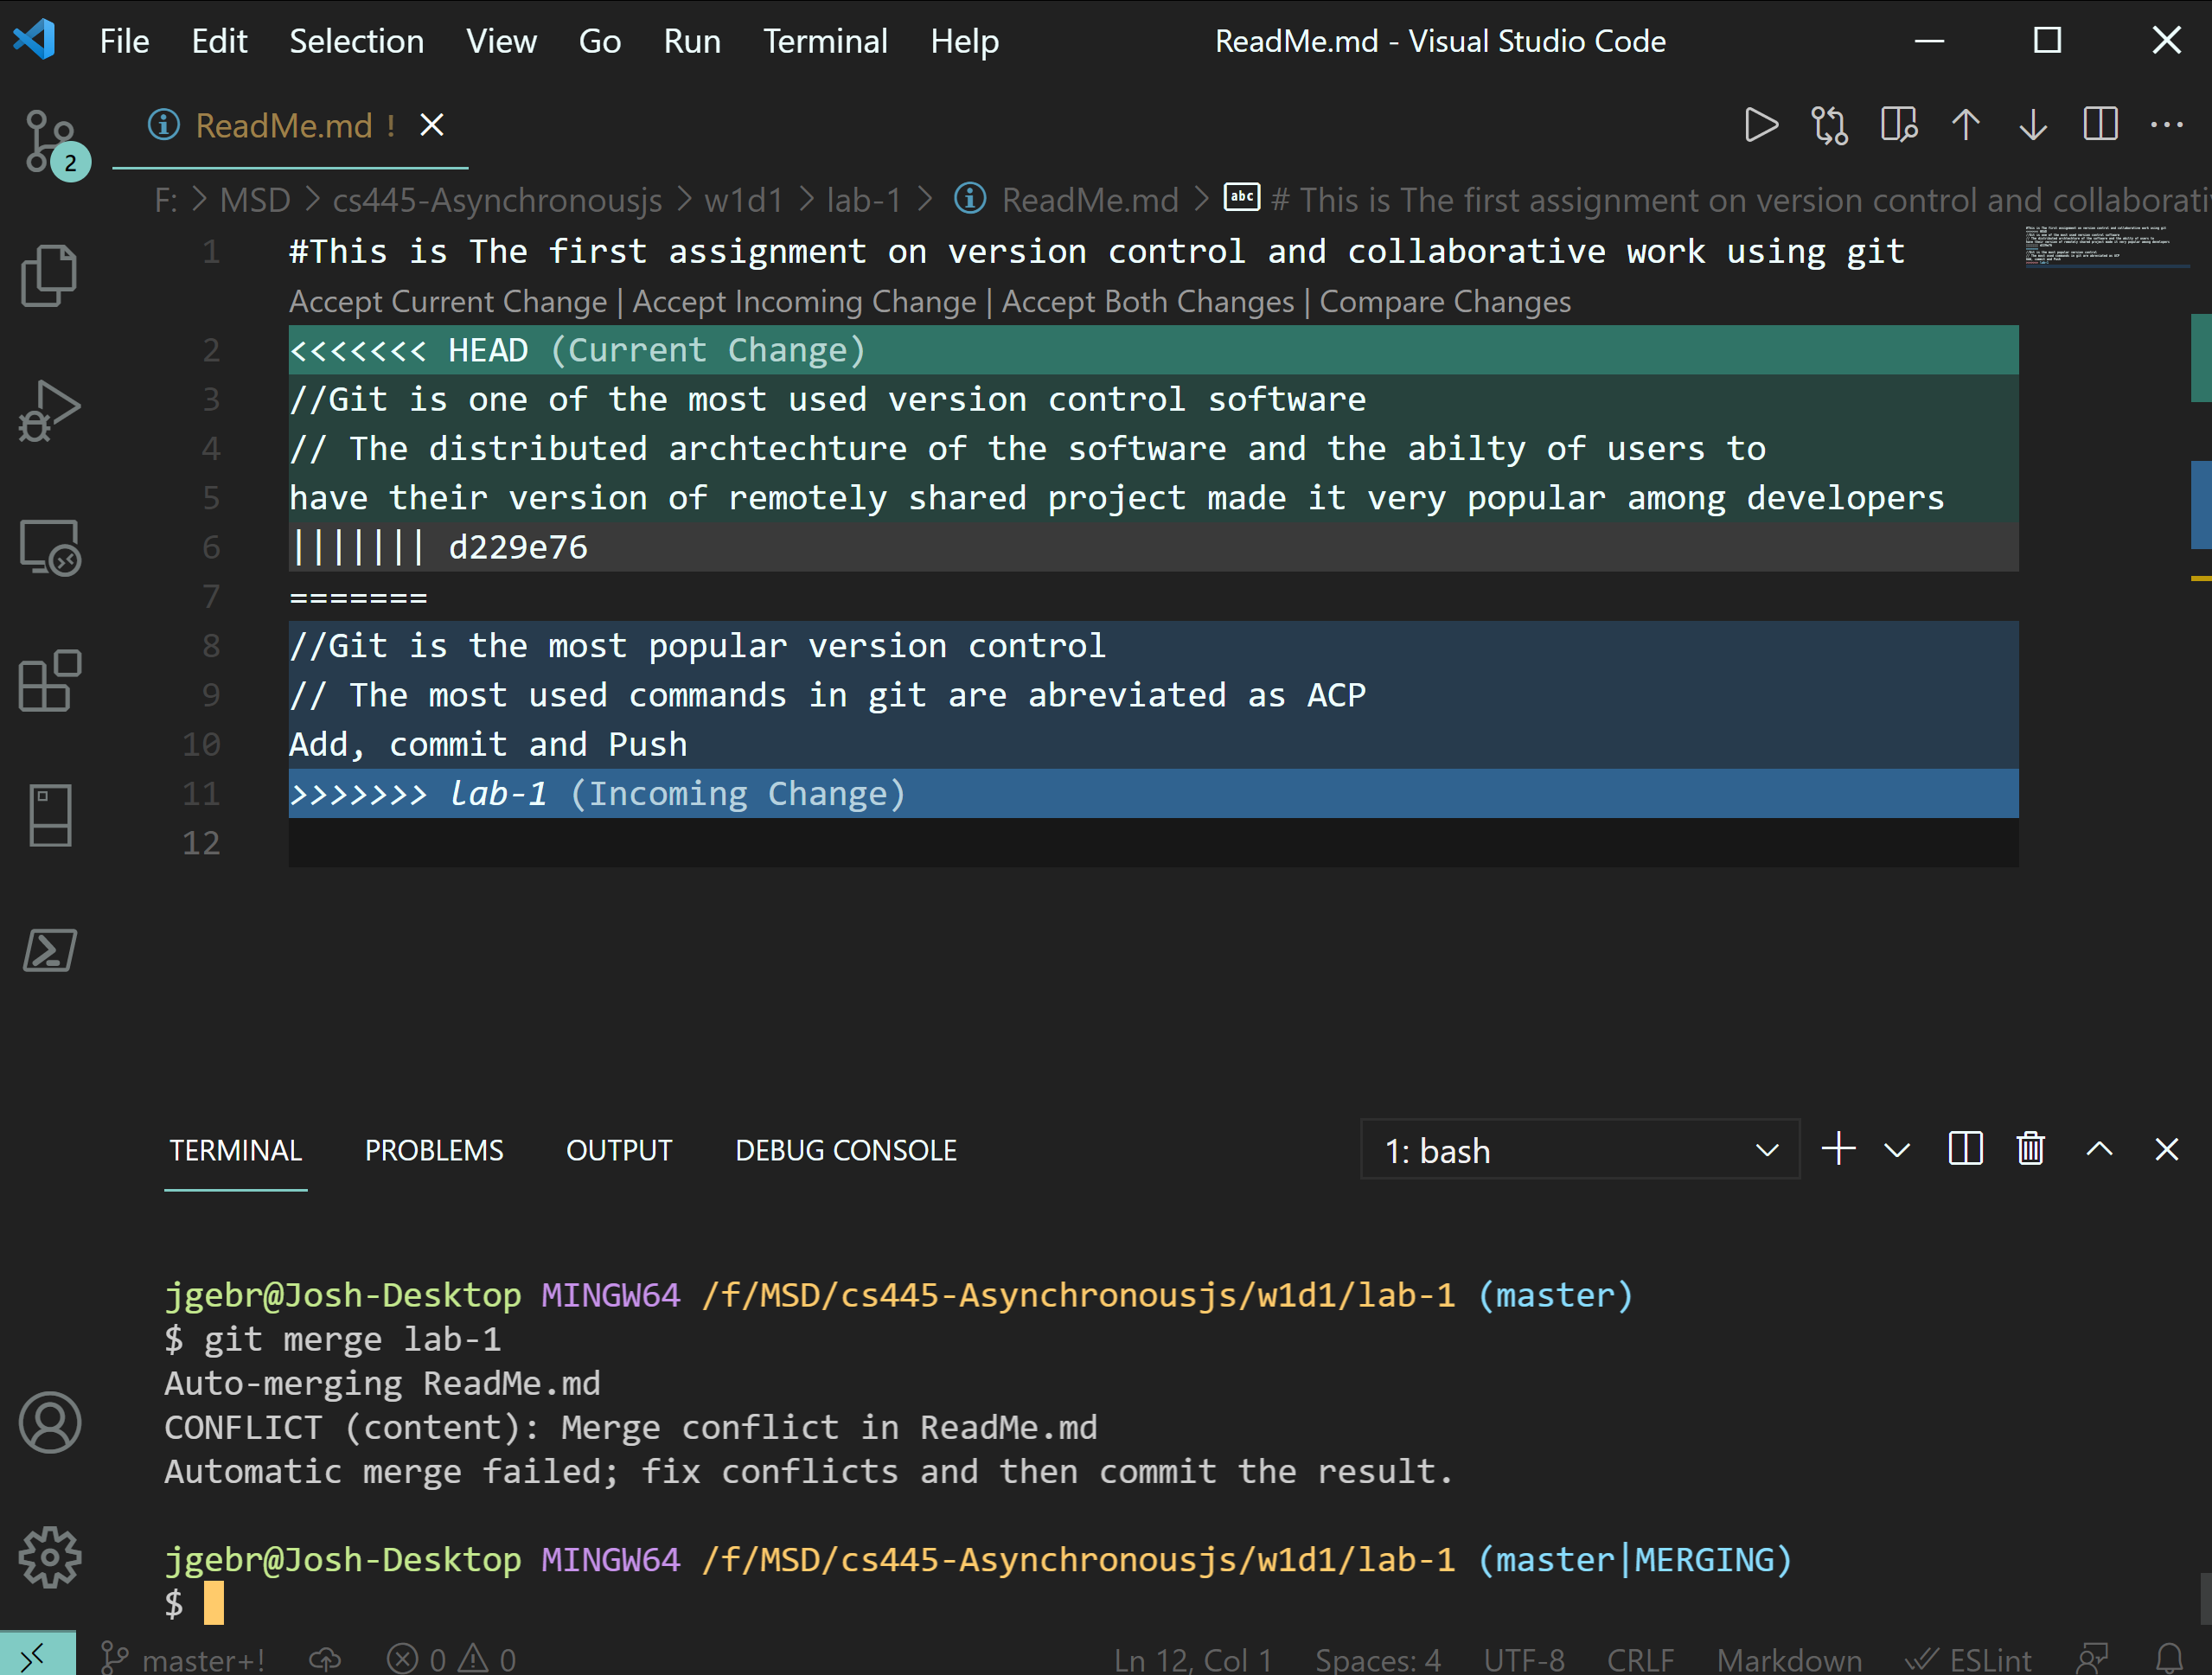 File Edit Selection View Go Run Terminal Help ReadMe.md - Visual Studio Code
2
ReadMe.md !
F: > MSD > cs445-Asynchronousjs > w1d1 > lab-1 > ReadMe.md > abc # This is The first assignment on version control and
1 #This is The first assignment on version control and collaborative work using git
Accept Current Change | Accept Incoming Change | Accept Both Changes | Compare Changes
2 <<<<<<< HEAD (Current Change)
3 //Git is one of the most used version control software
4 // The distributed archtechture of the software and the abilty of users to
5 have their version of remotely shared project made it very popular among developers
6 ||||||| d229e76
7 =======
8 //Git is the most popular version control
9 // The most used commands in git are abreviated as ACP
10 Add, commit and Push
11 >>>>>>> lab-1 (Incoming Change)
12
TERMINAL PROBLEMS OUTPUT DEBUG CONSOLE 1: bash
jgebr@Josh-Desktop MINGW64 /f/MSD/cs445-Asynchronousjs/w1d1/lab-1 (master)
$ git merge lab-1
Auto-merging ReadMe.md
CONFLICT (content): Merge conflict in ReadMe.md
Automatic merge failed; fix conflicts and then commit the result.
jgebr@Josh-Desktop MINGW64 /f/MSD/cs445-Asynchronousjs/w1d1/lab-1 (master|MERGING)
$
master+! 0 0 Ln 12, Col 1 Spaces: 4 UTF-8 CRLF Markdown ESLint